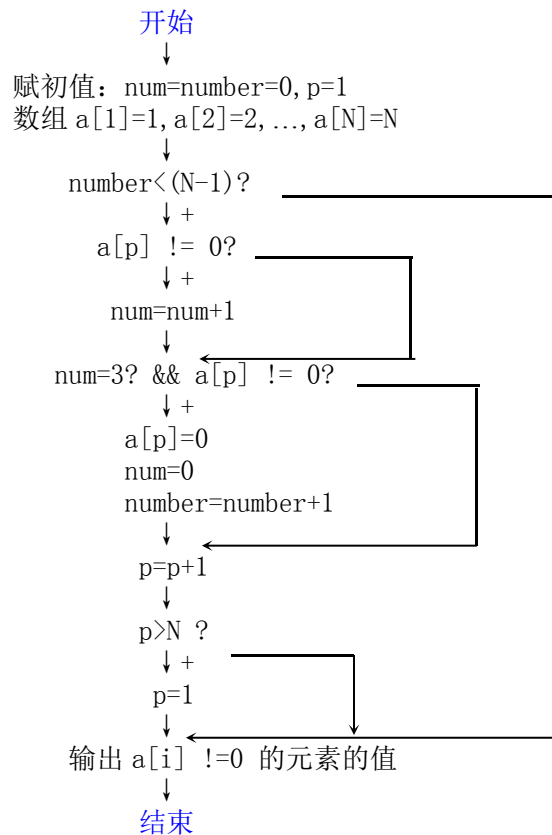 开始
赋初值：num=number=0,p=1
数组 a[1]=1,a[2]=2,...,a[N]=N
number<(N-1)?
+
a[p] != 0?
+
num=num+1
num=3? && a[p] != 0?
+
a[p]=0
num=0
number=number+1
p=p+1
p>N ?
+
p=1
输出 a[i] !=0 的元素的值
结束